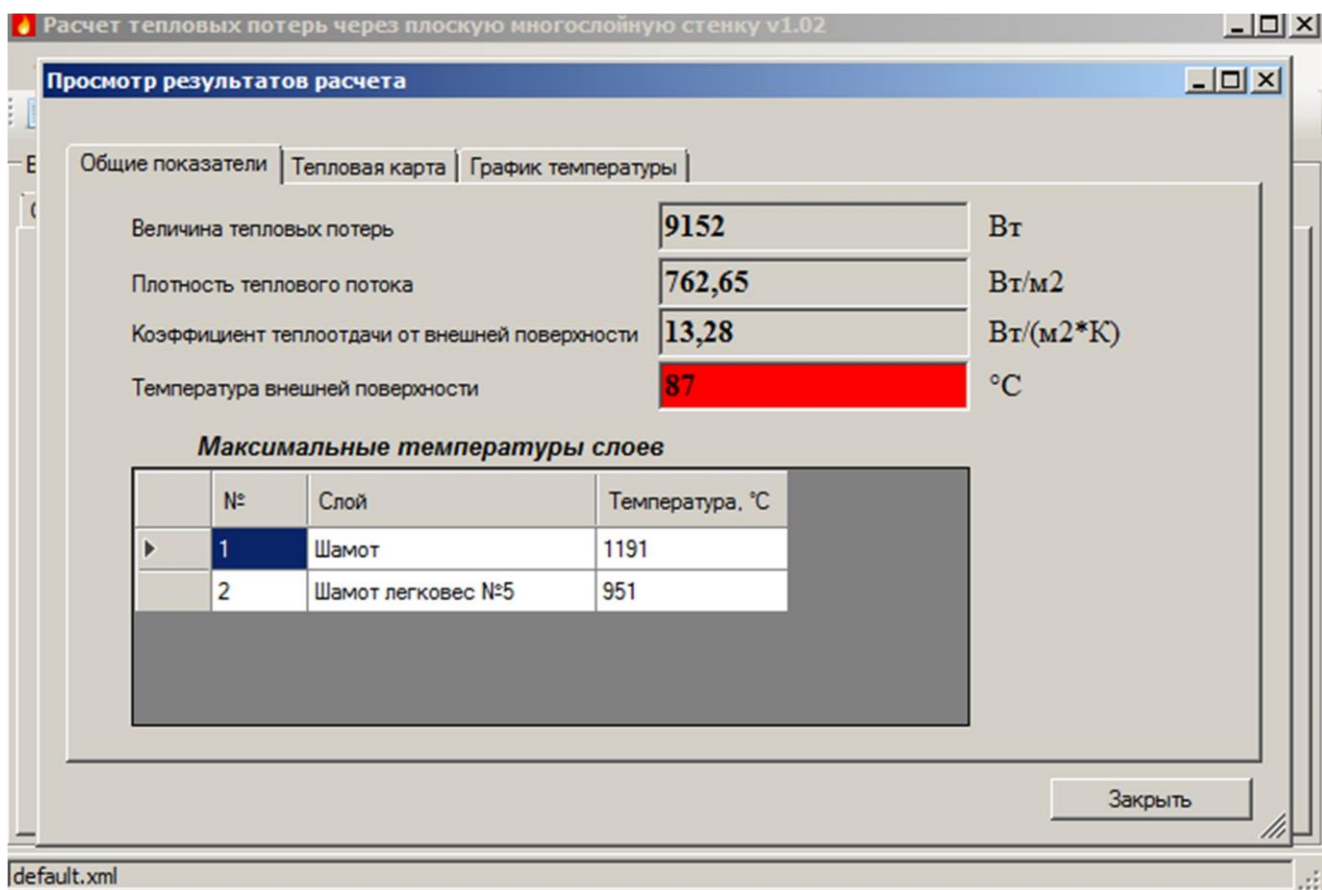 Расчет тепловых потерь через плоскую многослойную стенку v1.02
Просмотр результатов расчета
Общие показатели Тепловая карта График температуры
Величина тепловых потерь 9152 Вт
Плотность теплового потока 762,65 Вт/м2
Коэффициент теплоотдачи от внешней поверхности 13,28 Вт/(м2*К)
Температура внешней поверхности 87 °C
Максимальные температуры слоев
№ Слой Температура, °C
1 Шамот 1191
2 Шамот легковес №5 951
Закрыть
default.xml